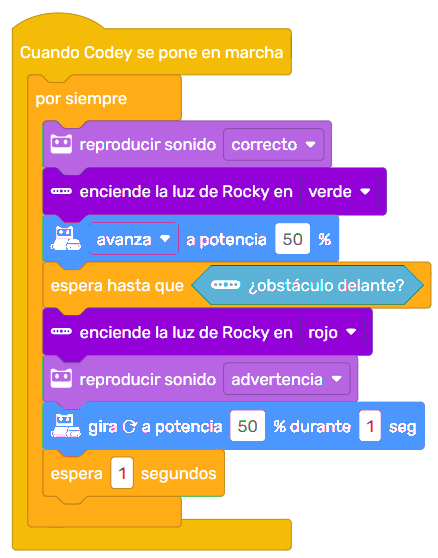 Cuando Codey se pone en marcha
por siempre
reproducir sonido correcto
enciende la luz de Rocky en verde
avanza a potencia 50 %
espera hasta que ¿obstáculo delante?
enciende la luz de Rocky en rojo
reproducir sonido advertencia
gira a potencia 50 % durante 1 seg
espera 1 segundos